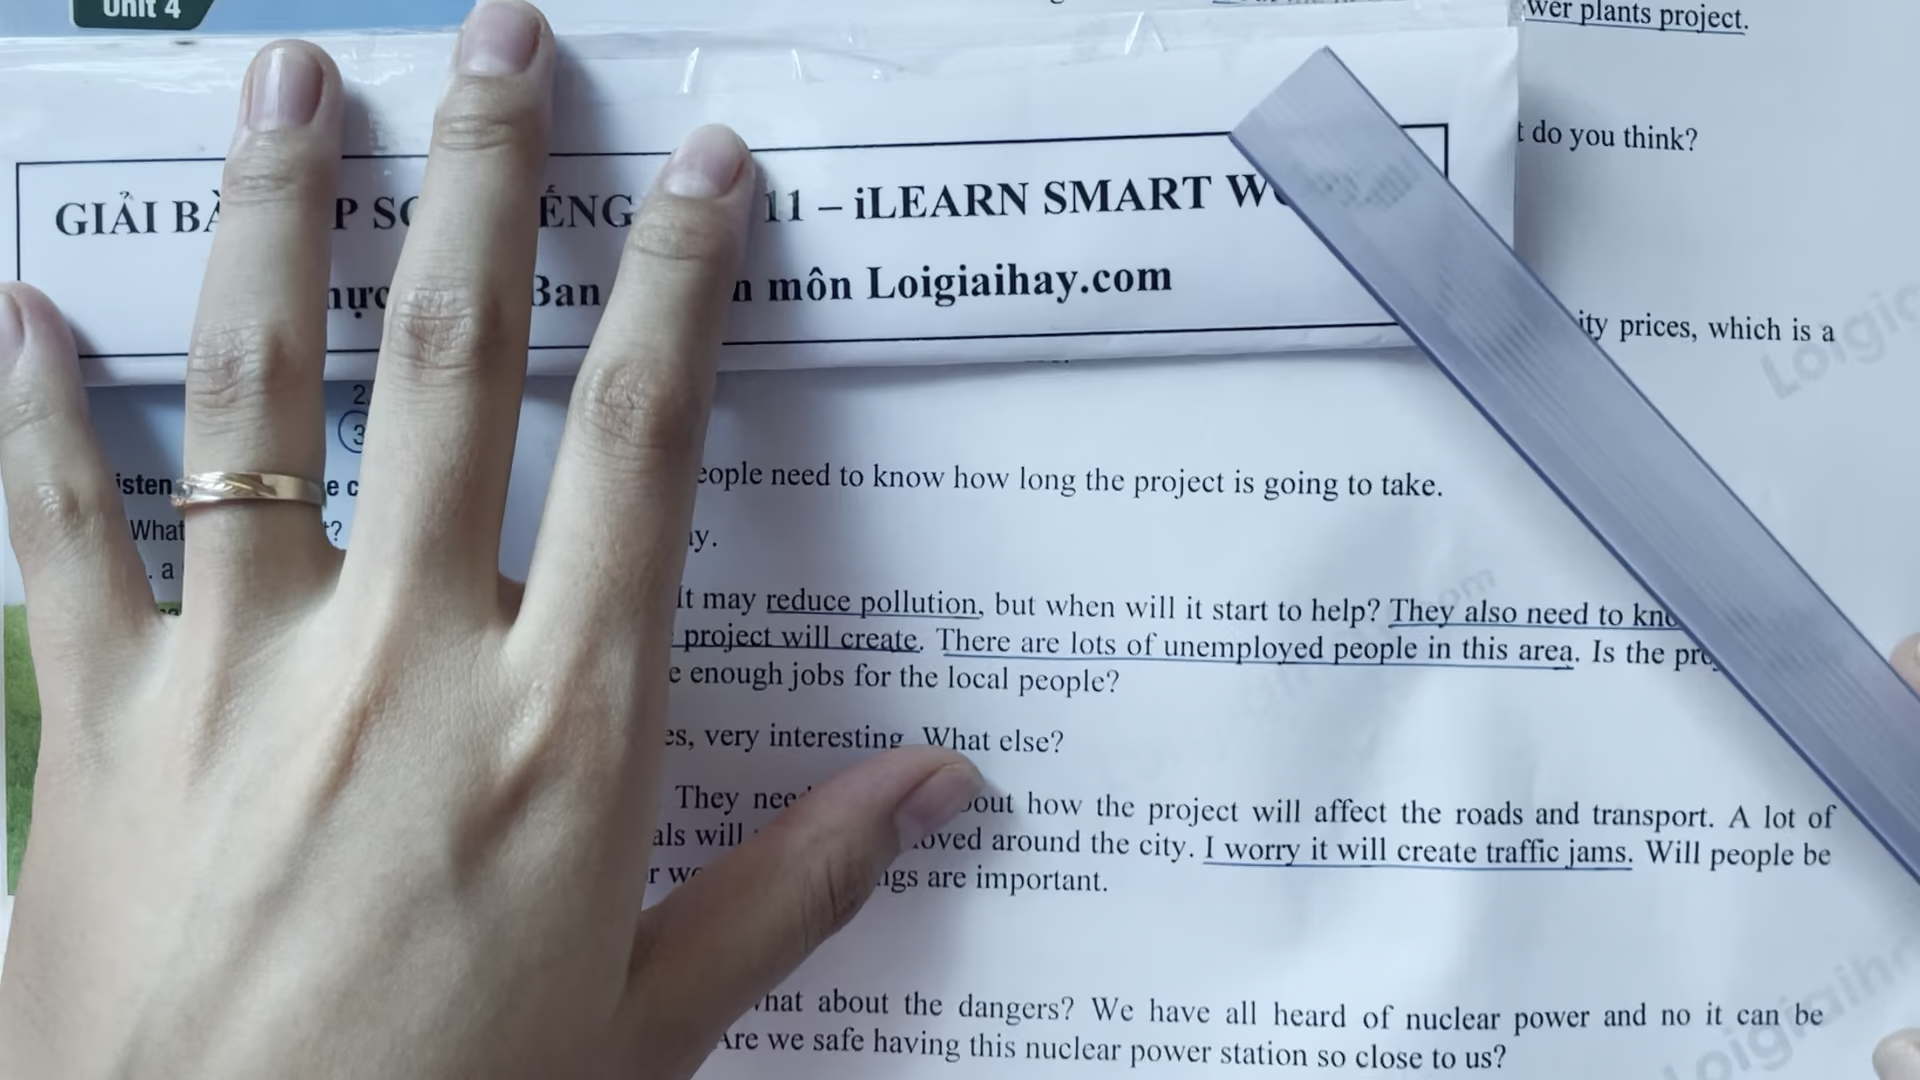 Unit 4
wer plants project.
t do you think?
GIẢI BÀ P SO ẾNG 11 – iLEARN SMART WO
hực Ban n môn Loigiaihay.com
ity prices, which is a
2
3
isten e c
eople need to know how long the project is going to take.
What t?
ay.
. a
It may reduce pollution, but when will it start to help? They also need to kno
project will create. There are lots of unemployed people in this area. Is the pro
e enough jobs for the local people?
es, very interesting. What else?
They need bout how the project will affect the roads and transport. A lot of
als will oved around the city. I worry it will create traffic jams. Will people be
r wo ngs are important.
hat about the dangers? We have all heard of nuclear power and no it can be
Are we safe having this nuclear power station so close to us?